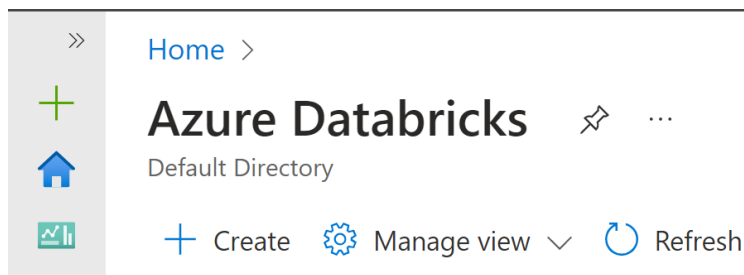 Home
Azure Databricks
Default Directory
Create Manage view Refresh